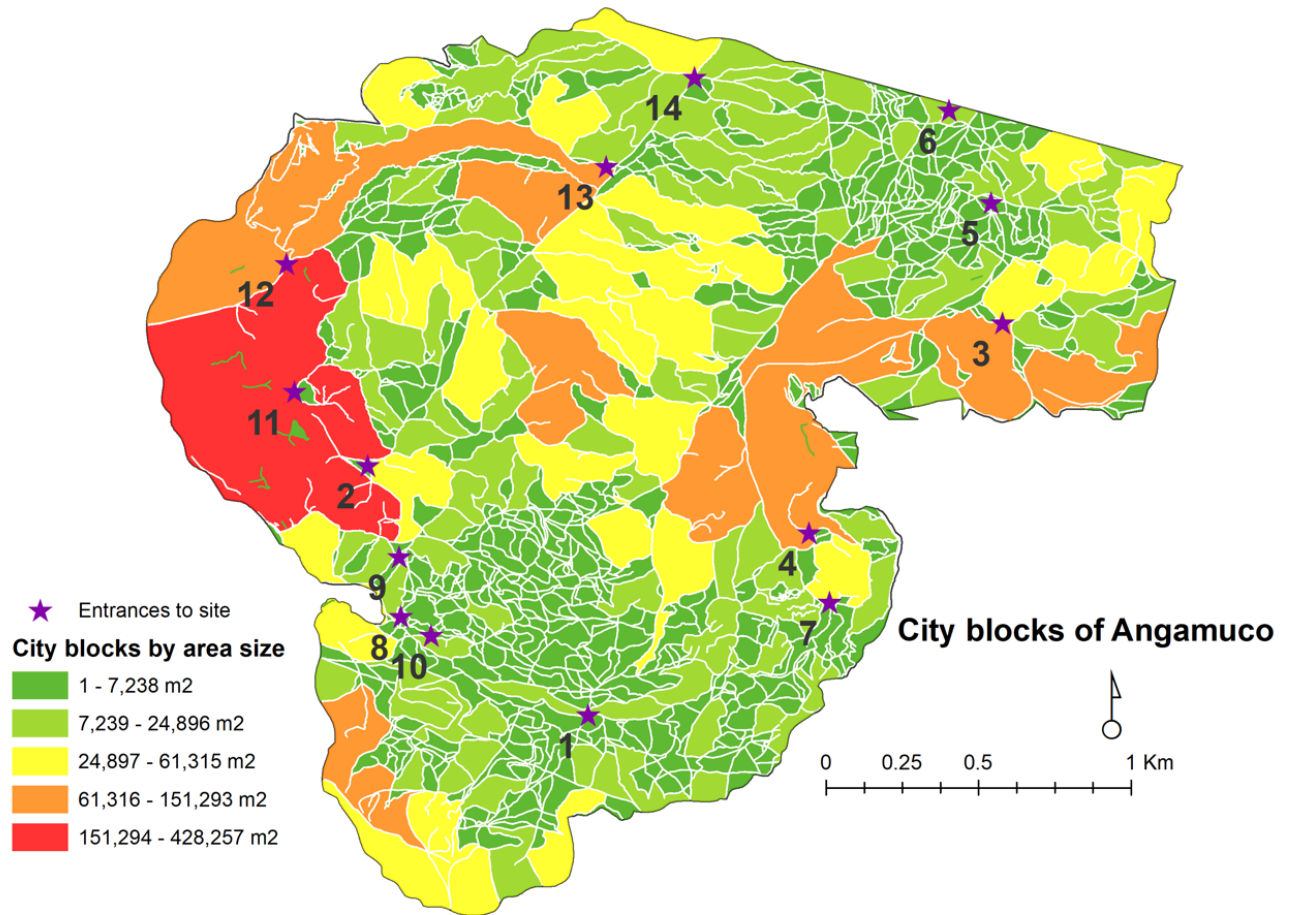 14
6
13
5
12
3
11
2
4
9
7
8
10
1
Entrances to site
City blocks by area size
1 - 7,238 m2
7,239 - 24,896 m2
24,897 - 61,315 m2
61,316 - 151,293 m2
151,294 - 428,257 m2
City blocks of Angamuco
0 0.25 0.5 1 Km